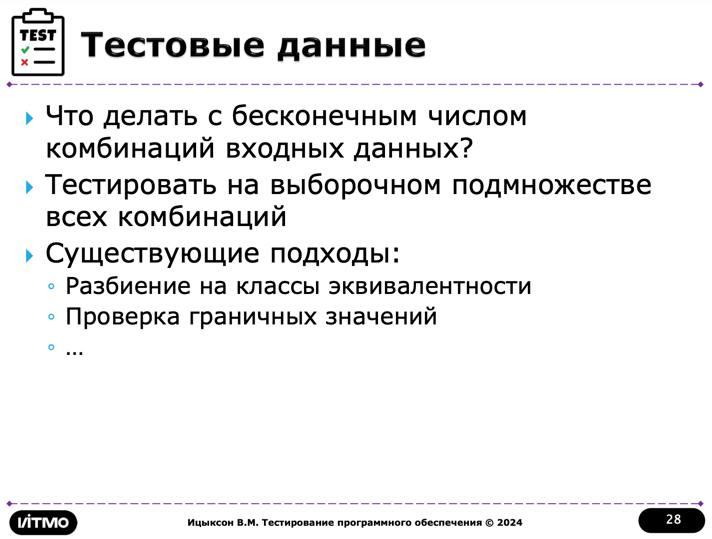 TEST
Тестовые данные
Что делать с бесконечным числом
комбинаций входных данных?
Тестировать на выборочном подмножестве
всех комбинаций
Существующие подходы:
Разбиение на классы эквивалентности
Проверка граничных значений
...
ИТМО
Ицыксон В.М. Тестирование программного обеспечения © 2024
28